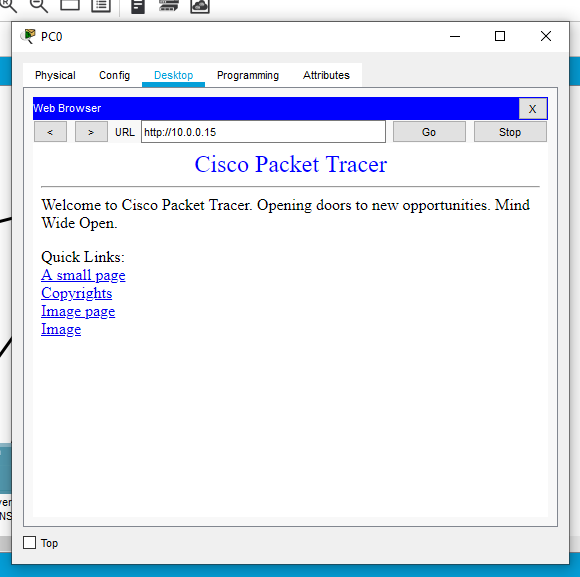 PC0
Physical Config Desktop Programming Attributes
Web Browser X
< > URL http://10.0.0.15 Go Stop
Cisco Packet Tracer
Welcome to Cisco Packet Tracer. Opening doors to new opportunities. Mind
Wide Open.
Quick Links:
A small page
Copyrights
Image page
Image
ver
NS
Top